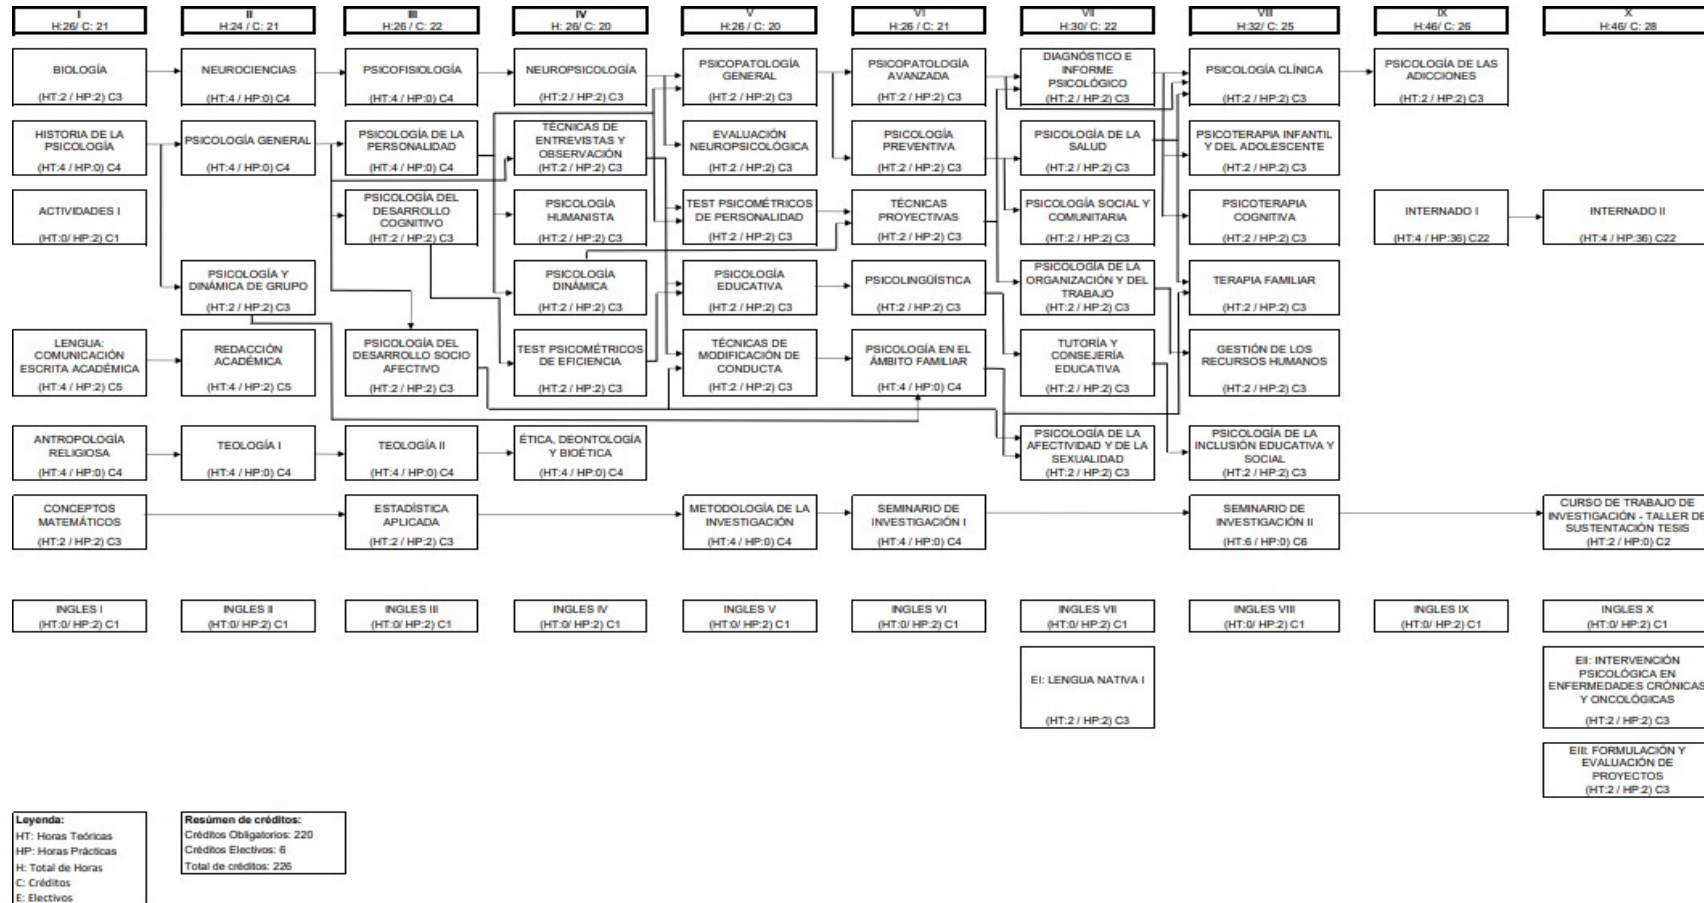 I
H:26/ C: 21
II
H:24 / C: 21
III
H:26 / C: 22
IV
H: 26/ C: 20
V
H:26 / C: 20
VI
H:26 / C: 21
VII
H:30/ C: 22
VIII
H:32/ C: 25
IX
H:46/ C: 26
X
H:46/ C: 28
BIOLOGÍA
(HT:2 / HP:2) C3
NEUROCIENCIAS
(HT:4 / HP:0) C4
PSICOFISIOLOGÍA
(HT:4 / HP:0) C4
NEUROPSICOLOGÍA
(HT:2 / HP:2) C3
PSICOPATOLOGÍA
GENERAL
(HT:2 / HP:2) C3
PSICOPATOLOGÍA
AVANZADA
(HT:2 / HP:2) C3
DIAGNÓSTICO E
INFORME
PSICOLÓGICO
(HT:2 / HP:2) C3
PSICOLOGÍA CLÍNICA
(HT:2 / HP:2) C3
PSICOLOGÍA DE LAS
ADICCIONES
(HT:2 / HP:2) C3
HISTORIA DE LA
PSICOLOGÍA
(HT:4 / HP:0) C4
PSICOLOGÍA GENERAL
(HT:4 / HP:0) C4
PSICOLOGÍA DE LA
PERSONALIDAD
(HT:4 / HP:0) C4
TÉCNICAS DE
ENTREVISTAS Y
OBSERVACIÓN
(HT:2 / HP:2) C3
EVALUACIÓN
NEUROPSICOLÓGICA
(HT:2 / HP:2) C3
PSICOLOGÍA
PREVENTIVA
(HT:2 / HP:2) C3
PSICOLOGÍA DE LA
SALUD
(HT:2 / HP:2) C3
PSICOTERAPIA INFANTIL
Y DEL ADOLESCENTE
(HT:2 / HP:2) C3
ACTIVIDADES I
(HT:0/ HP:2) C1
PSICOLOGÍA DEL
DESARROLLO
COGNITIVO
(HT:2 / HP:2) C3
PSICOLOGÍA
HUMANISTA
(HT:2 / HP:2) C3
TEST PSICOMÉTRICOS
DE PERSONALIDAD
(HT:2 / HP:2) C3
TÉCNICAS
PROYECTIVAS
(HT:2 / HP:2) C3
PSICOLOGÍA SOCIAL Y
COMUNITARIA
(HT:2 / HP:2) C3
PSICOTERAPIA
COGNITIVA
(HT:2 / HP:2) C3
INTERNADO I
(HT:4 / HP:36) C22
INTERNADO II
(HT:4 / HP:36) C22
PSICOLOGÍA Y
DINÁMICA DE GRUPO
(HT:2 / HP:2) C3
PSICOLOGÍA
DINÁMICA
(HT:2 / HP:2) C3
PSICOLOGÍA
EDUCATIVA
(HT:2 / HP:2) C3
PSICOLINGÜÍSTICA
(HT:2 / HP:2) C3
PSICOLOGÍA DE LA
ORGANIZACIÓN Y DEL
TRABAJO
(HT:2 / HP:2) C3
TERAPIA FAMILIAR
(HT:2 / HP:2) C3
LENGUA:
COMUNICACIÓN
ESCRITA ACADÉMICA
(HT:4 / HP:2) C5
REDACCIÓN
ACADÉMICA
(HT:4 / HP:2) C5
PSICOLOGÍA DEL
DESARROLLO SOCIO
AFECTIVO
(HT:2 / HP:2) C3
TEST PSICOMÉTRICOS
DE EFICIENCIA
(HT:2 / HP:2) C3
TÉCNICAS DE
MODIFICACIÓN DE
CONDUCTA
(HT:2 / HP:2) C3
PSICOLOGÍA EN EL
ÁMBITO FAMILIAR
(HT:4 / HP:0) C4
TUTORÍA Y
CONSEJERÍA
EDUCATIVA
(HT:2 / HP:2) C3
GESTIÓN DE LOS
RECURSOS HUMANOS
(HT:2 / HP:2) C3
ANTROPOLOGÍA
RELIGIOSA
(HT:4 / HP:0) C4
TEOLOGÍA I
(HT:4 / HP:0) C4
TEOLOGÍA II
(HT:4 / HP:0) C4
ÉTICA, DEONTOLOGÍA
Y BIOÉTICA
(HT:4 / HP:0) C4
PSICOLOGÍA DE LA
AFECTIVIDAD Y DE LA
SEXUALIDAD
(HT:2 / HP:2) C3
PSICOLOGÍA DE LA
INCLUSIÓN EDUCATIVA Y
SOCIAL
(HT:2 / HP:2) C3
CONCEPTOS
MATEMÁTICOS
(HT:2 / HP:2) C3
ESTADÍSTICA
APLICADA
(HT:2 / HP:2) C3
METODOLOGÍA DE LA
INVESTIGACIÓN
(HT:4 / HP:0) C4
SEMINARIO DE
INVESTIGACIÓN I
(HT:4 / HP:0) C4
SEMINARIO DE
INVESTIGACIÓN II
(HT:6 / HP:0) C6
CURSO DE TRABAJO DE
INVESTIGACIÓN - TALLER DE
SUSTENTACIÓN TESIS
(HT:2 / HP:0) C2
INGLES I
(HT:0/ HP:2) C1
INGLES II
(HT:0/ HP:2) C1
INGLES III
(HT:0/ HP:2) C1
INGLES IV
(HT:0/ HP:2) C1
INGLES V
(HT:0/ HP:2) C1
INGLES VI
(HT:0/ HP:2) C1
INGLES VII
(HT:0/ HP:2) C1
INGLES VIII
(HT:0/ HP:2) C1
INGLES IX
(HT:0/ HP:2) C1
INGLES X
(HT:0/ HP:2) C1
EI: LENGUA NATIVA I
(HT:2 / HP:2) C3
EII: INTERVENCIÓN
PSICOLÓGICA EN
ENFERMEDADES CRÓNICAS
Y ONCOLÓGICAS
(HT:2 / HP:2) C3
EIII: FORMULACIÓN Y
EVALUACIÓN DE
PROYECTOS
(HT:2 / HP:2) C3
Leyenda:
HT: Horas Teóricas
HP: Horas Prácticas
H: Total de Horas
C: Créditos
E: Electivos
Resúmen de créditos:
Créditos Obligatorios: 220
Créditos Electivos: 6
Total de créditos: 226